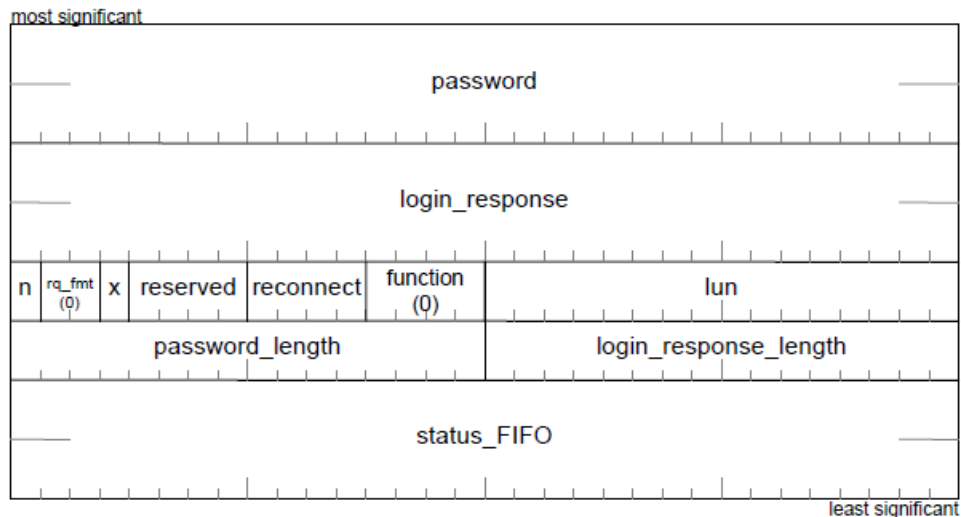 most significant
password
login_response
n rq_fmt (0) x reserved reconnect function (0) lun
password_length login_response_length
status_FIFO
least significant